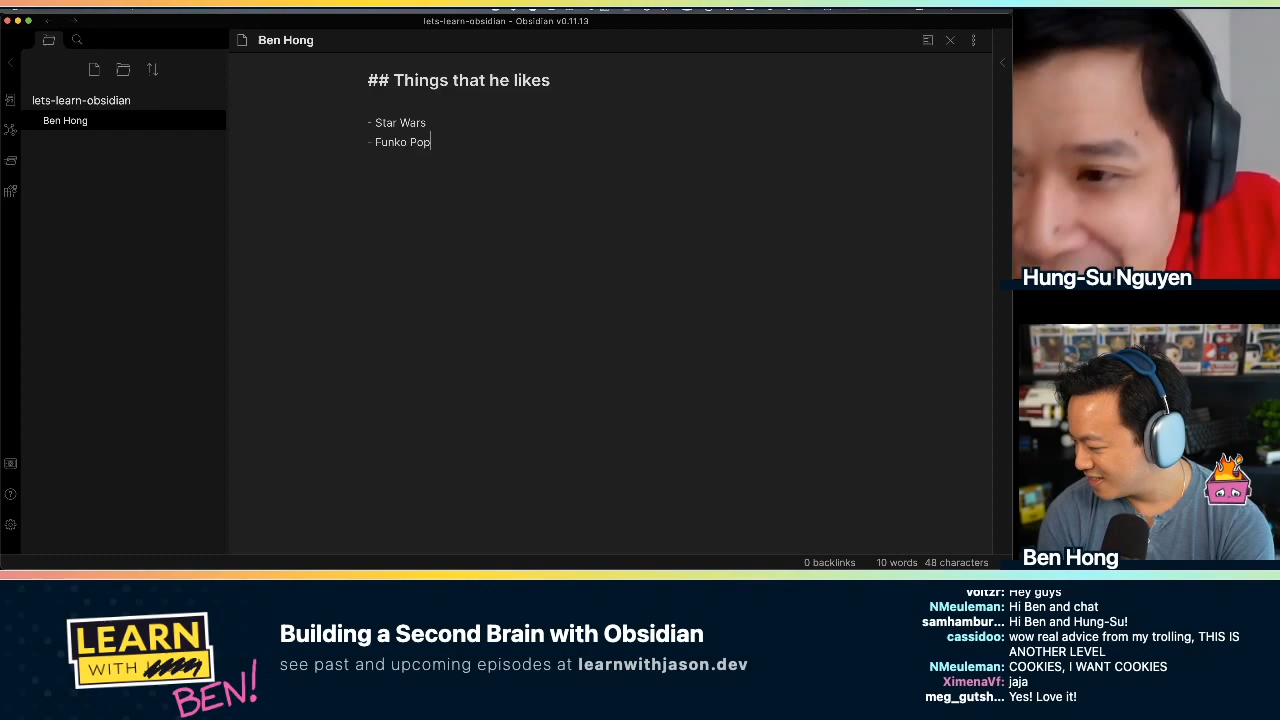 lets-learn-obsidian - Obsidian v0.11.13
Ben Hong
lets-learn-obsidian
Ben Hong
## Things that he likes
- Star Wars
- Funko Pop
0 backlinks 10 words 48 characters
Hung-Su Nguyen
Ben Hong
LEARN
WITH
BEN!
Building a Second Brain with Obsidian
see past and upcoming episodes at learnwithjason.dev
voltzr: Hey guys
NMeuleman: Hi Ben and chat
samhambur...: Hi Ben and Hung-Su!
cassidoo: wow real advice from my trolling, THIS IS
ANOTHER LEVEL
NMeuleman: COOKIES, I WANT COOKIES
XimenaVf: jaja
meg_gutsh...: Yes! Love it!